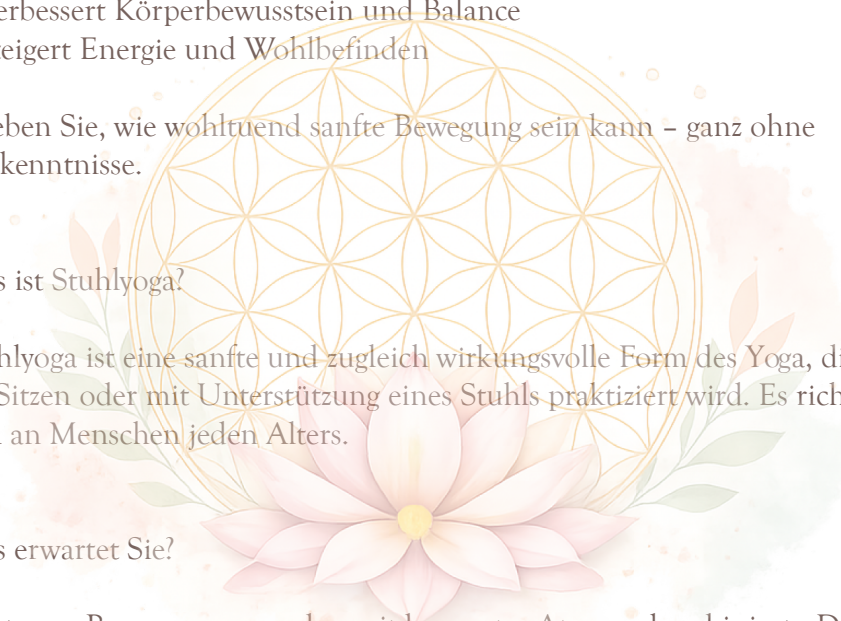 erbessert Körperbewusstsein und Balance
teigert Energie und Wohlbefinden
eben Sie, wie wohltuend sanfte Bewegung sein kann – ganz ohne
kenntnisse.
s ist Stuhlyoga?
hlyoga ist eine sanfte und zugleich wirkungsvolle Form des Yoga, di
Sitzen oder mit Unterstützung eines Stuhls praktiziert wird. Es rich
an Menschen jeden Alters.
s erwartet Sie?